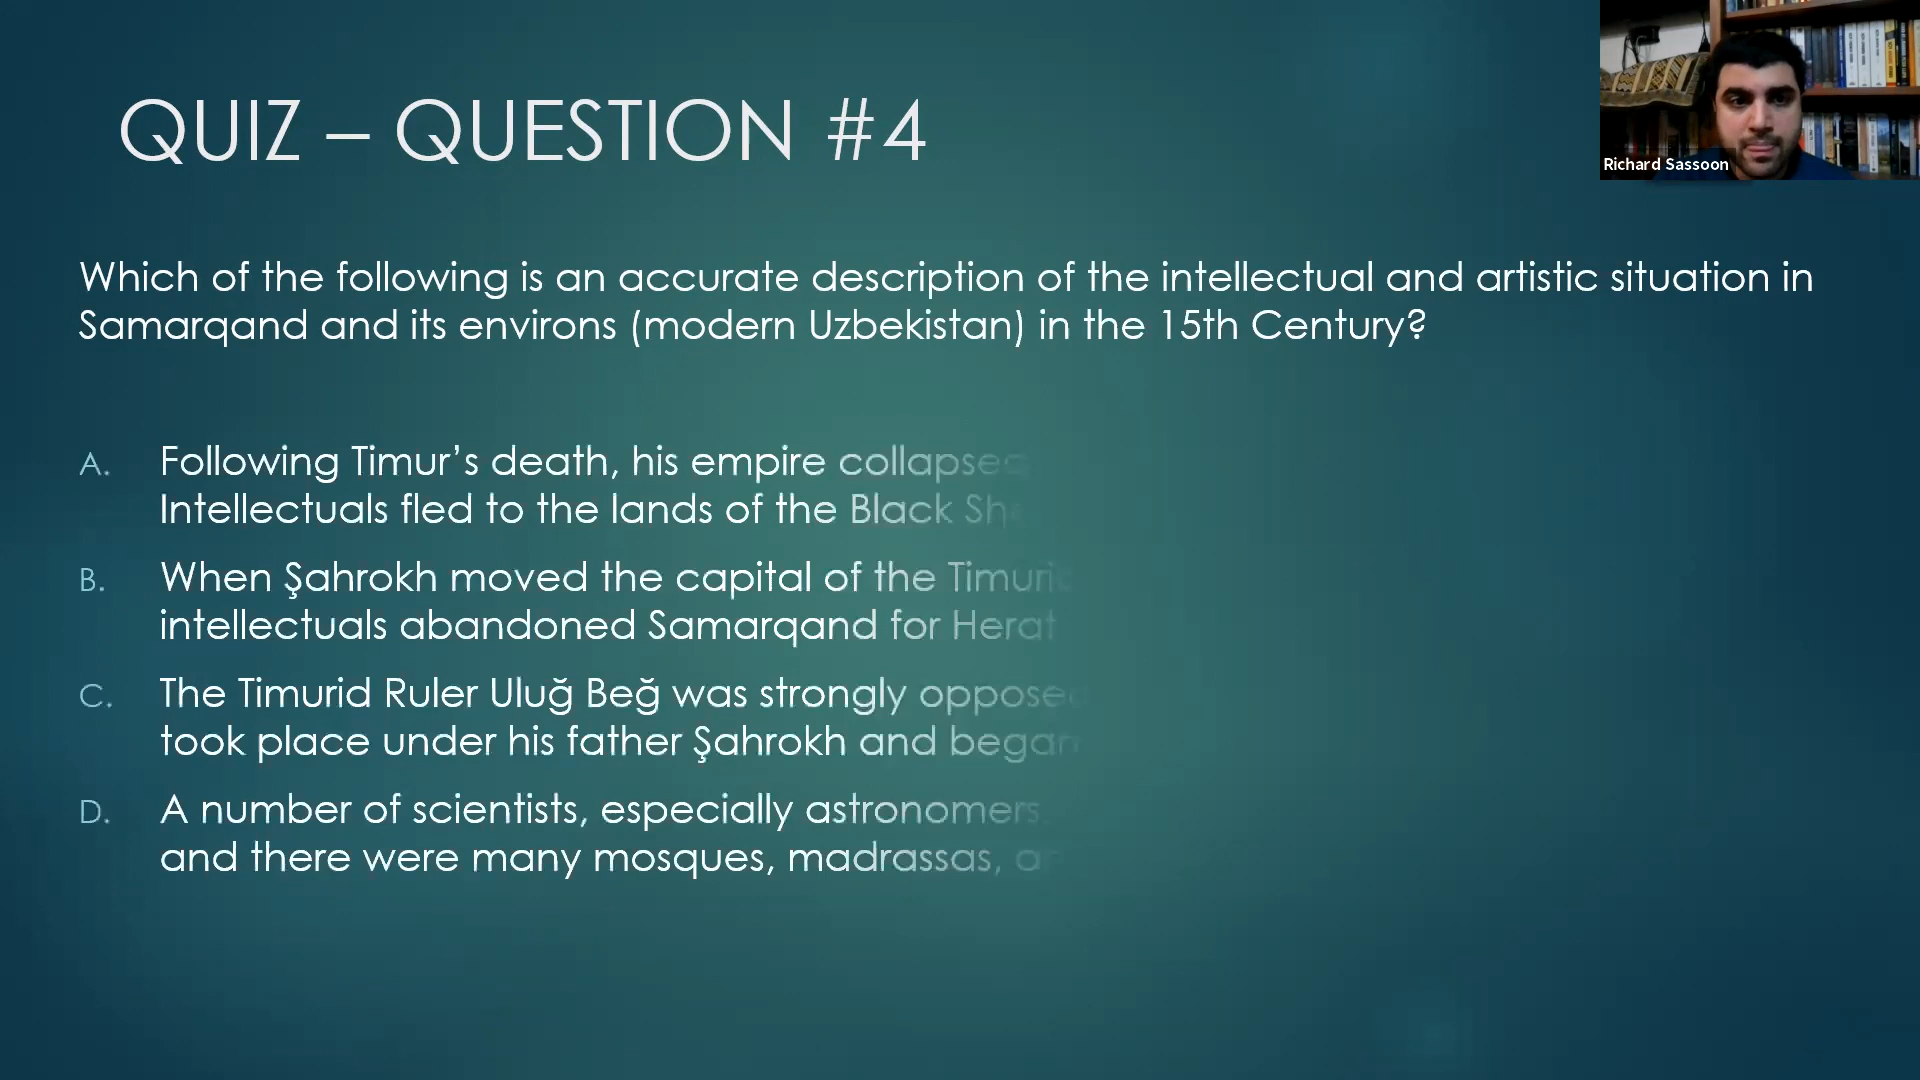 QUIZ – QUESTION #4
Richard Sassoon
Which of the following is an accurate description of the intellectual and artistic situation in
Samarqand and its environs (modern Uzbekistan) in the 15th Century?
A. Following Timur’s death, his empire collapsed
Intellectuals fled to the lands of the Black
B. When Şahrokh moved the capital of the
intellectuals abandoned Samarqand for Herat
C. The Timurid Ruler Uluğ Beğ was strongly opposed
took place under his father Şahrokh and began
D. A number of scientists, especially astronomers,
and there were many mosques, madrassas,